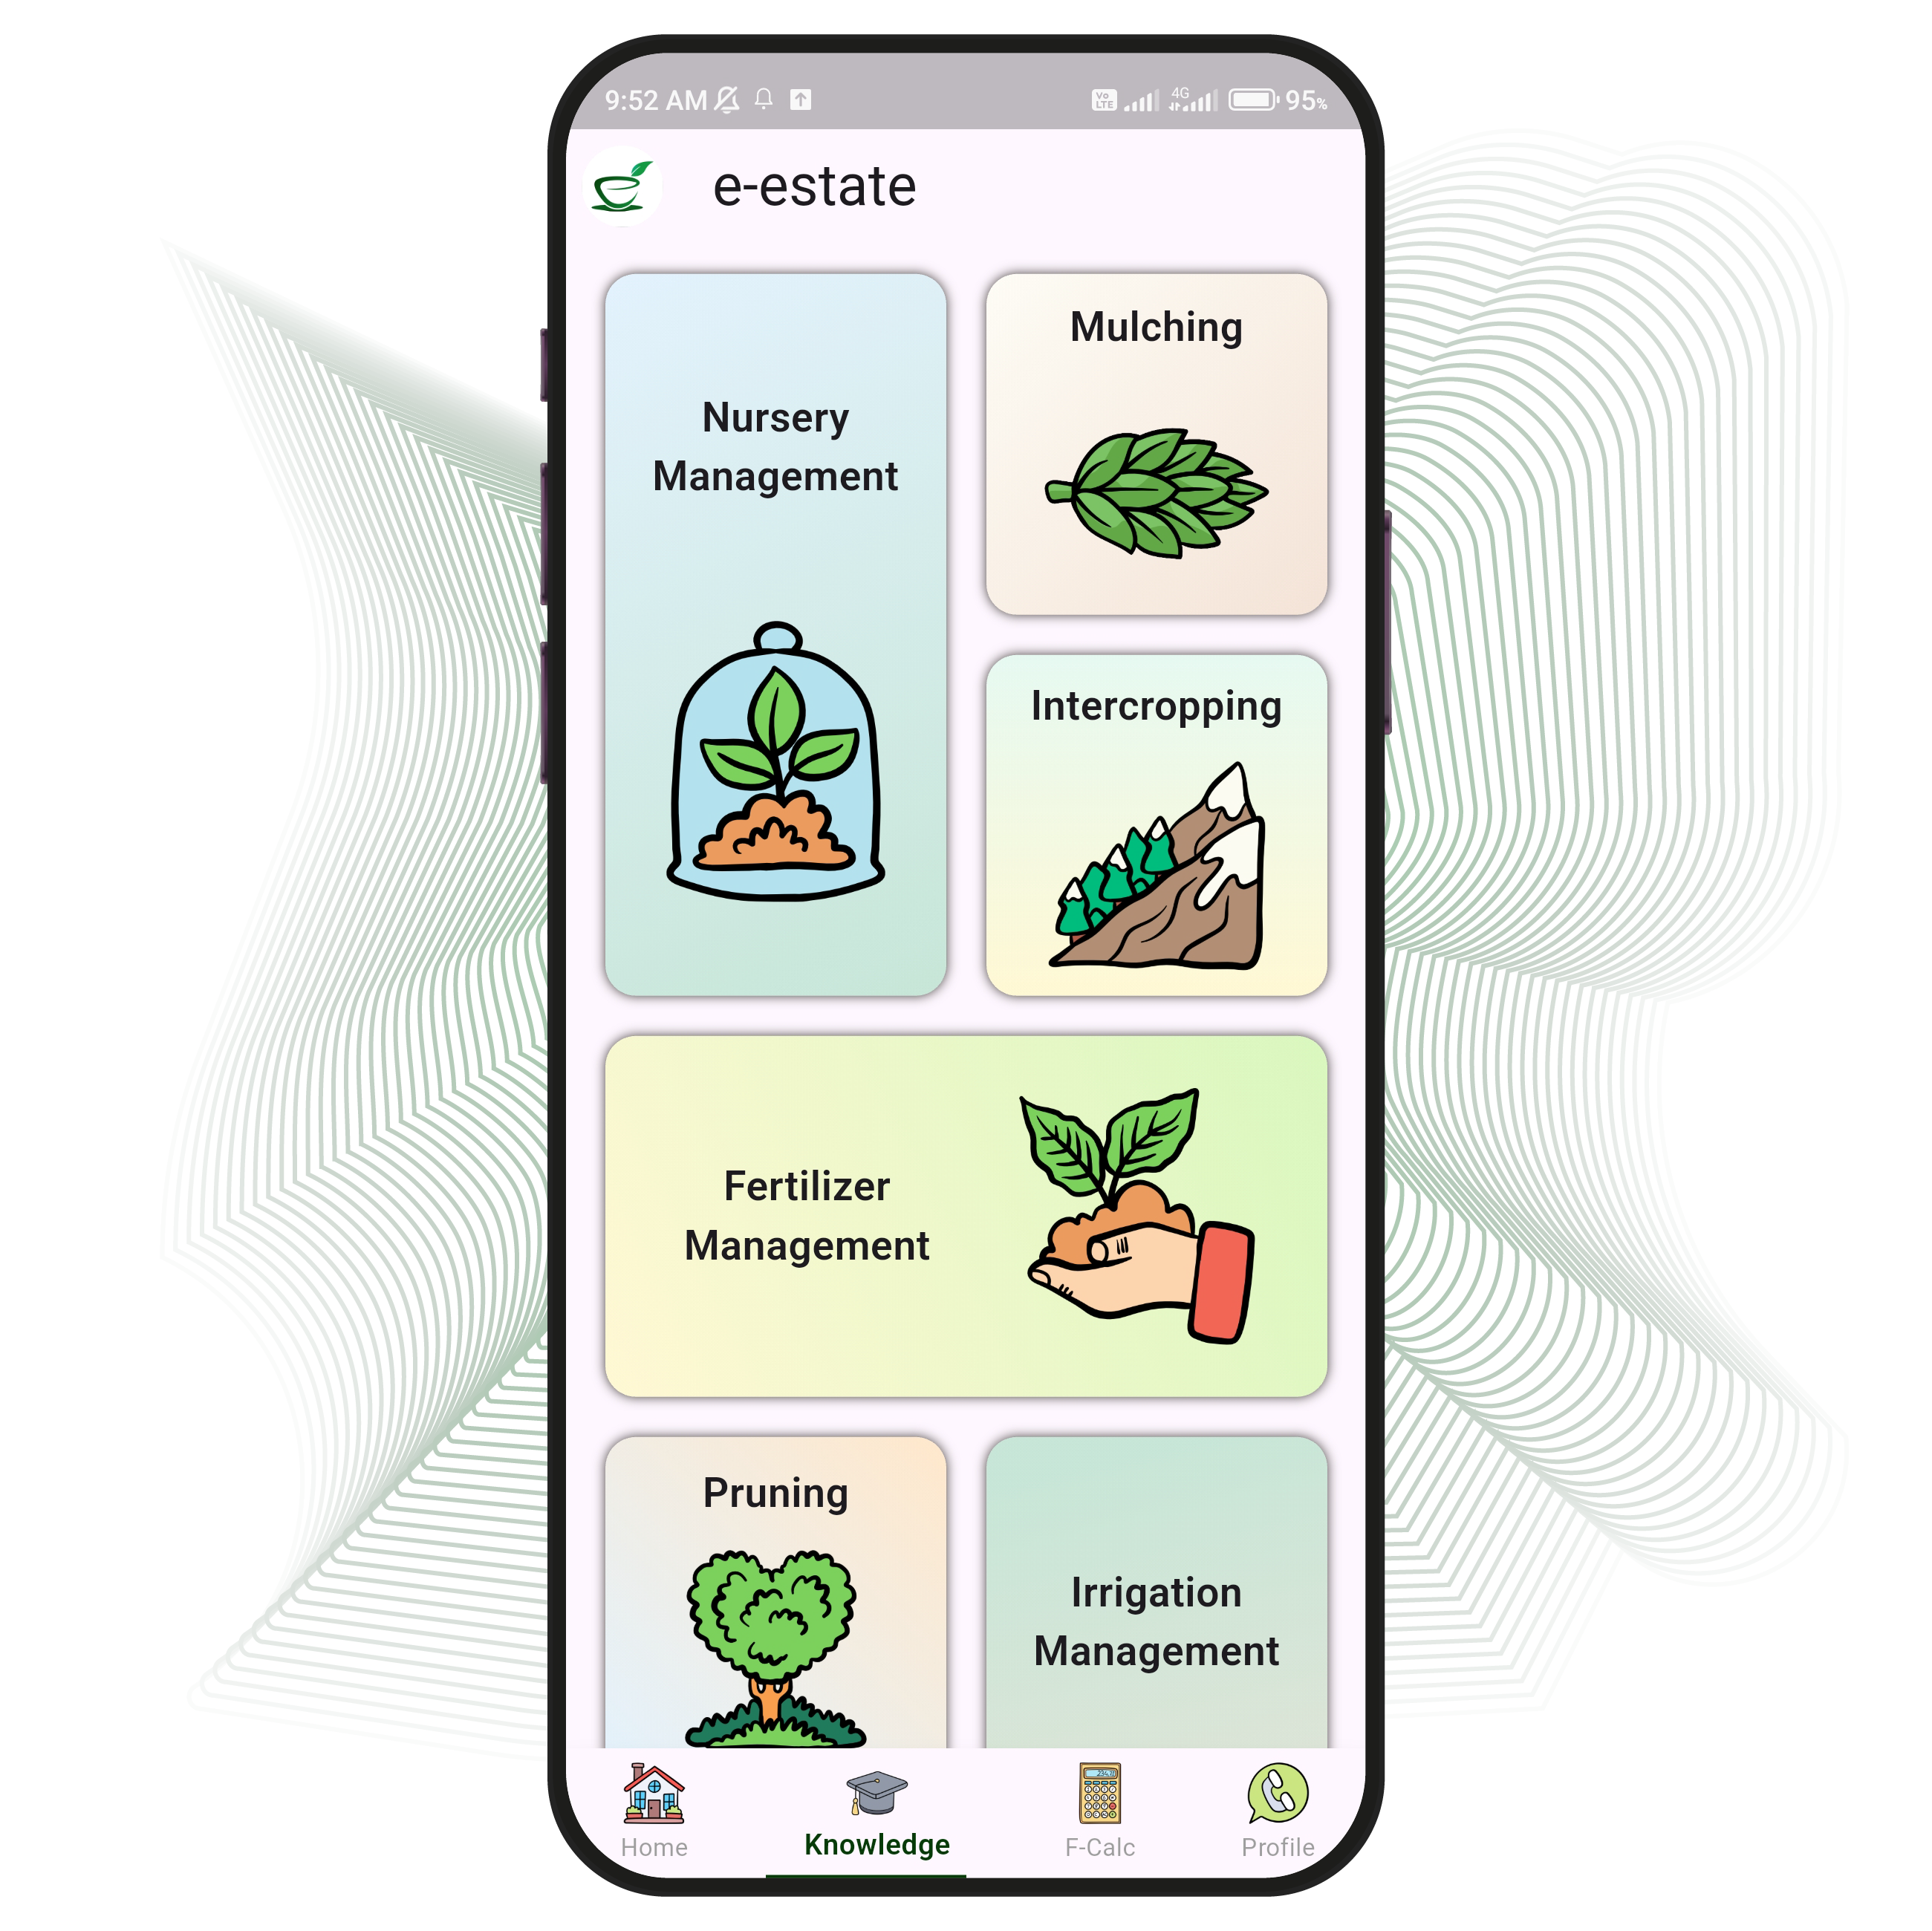 9:52 AM
Vo
LTE
4G
95%
e-estate
Nursery
Management
Mulching
Intercropping
Fertilizer
Management
Pruning
Irrigation
Management
Home
Knowledge
F-Calc
Profile